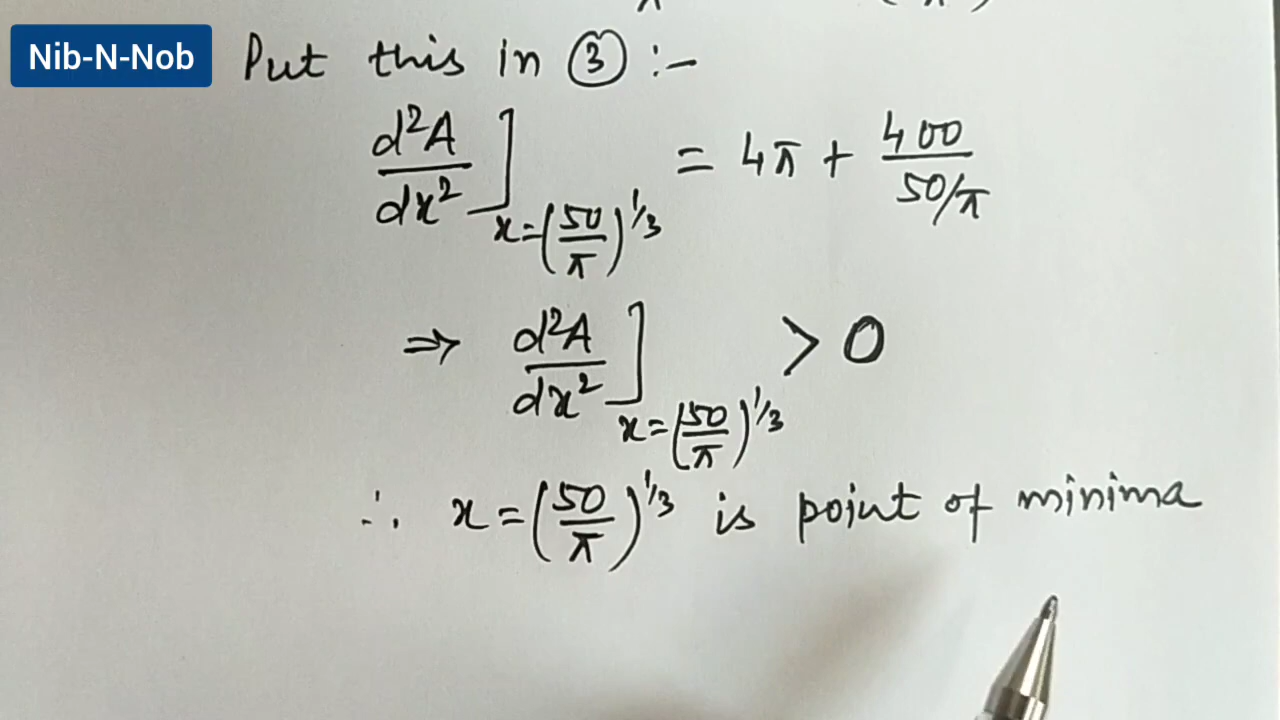 Nib-N-Nob
Put this in ③ :-
d²A/dx²]x=(50/π)^1/3 = 4π + 400/50/π
⇒ d²A/dx²]x=(50/π)^1/3 > 0
∴ x=(50/π)^1/3 is point of minima